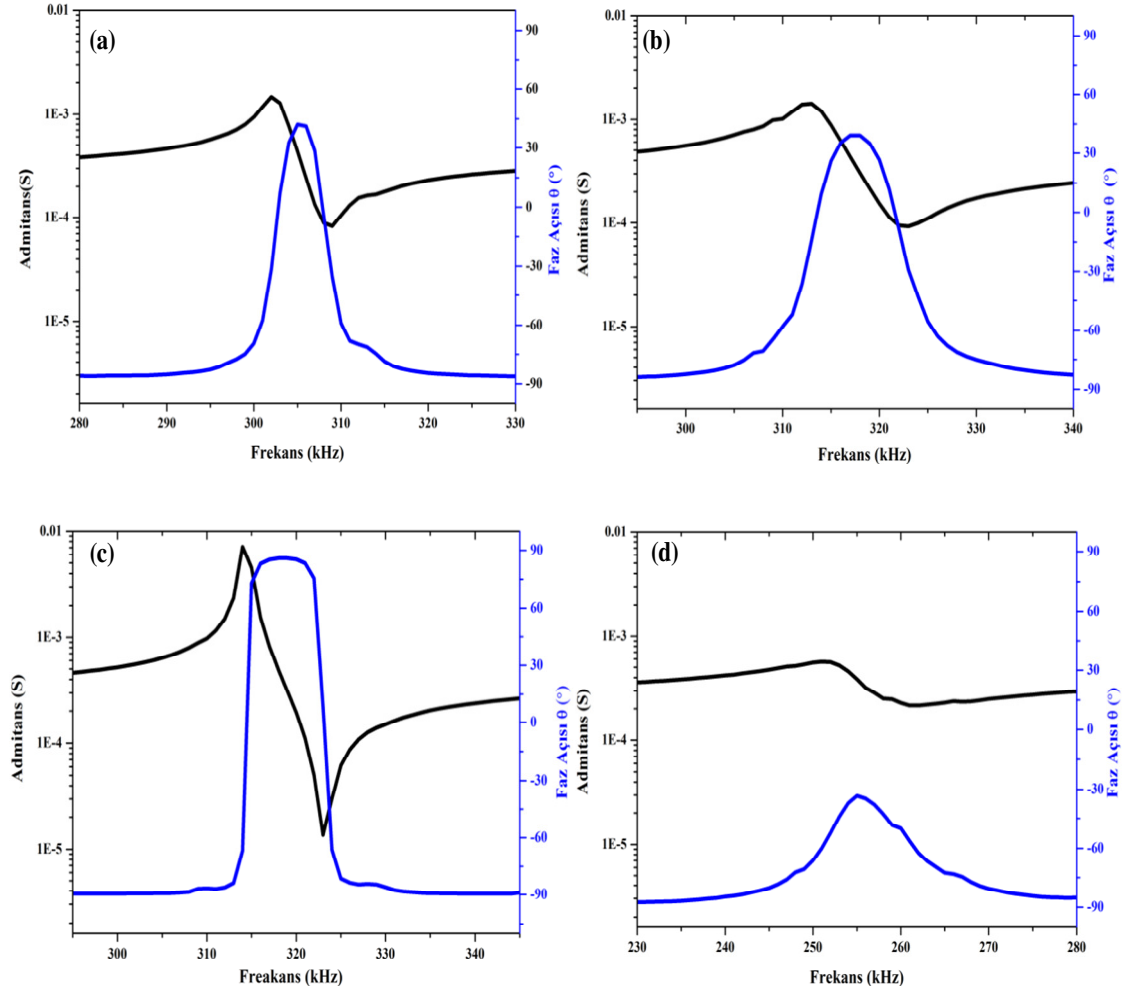 (a)
0.01
1E-3
1E-4
1E-5
Admitans(S)
90
60
30
0
-30
-60
-90
Faz Açısı θ (°)
280
290
300
310
320
330
Frekans (kHz)
(b)
0.01
1E-3
1E-4
1E-5
Admitans (S)
90
60
30
0
-30
-60
-90
Faz Açısı θ (°)
300
310
320
330
340
Frekans (kHz)
(c)
0.01
1E-3
1E-4
1E-5
Admitans (S)
90
60
30
0
-30
-60
-90
Faz Açısı θ (°)
300
310
320
330
340
Freakans (kHz)
(d)
0.01
1E-3
1E-4
1E-5
Admitans (S)
90
60
30
0
-30
-60
-90
Faz Açısı θ (°)
230
240
250
260
270
280
Frekans (kHz)